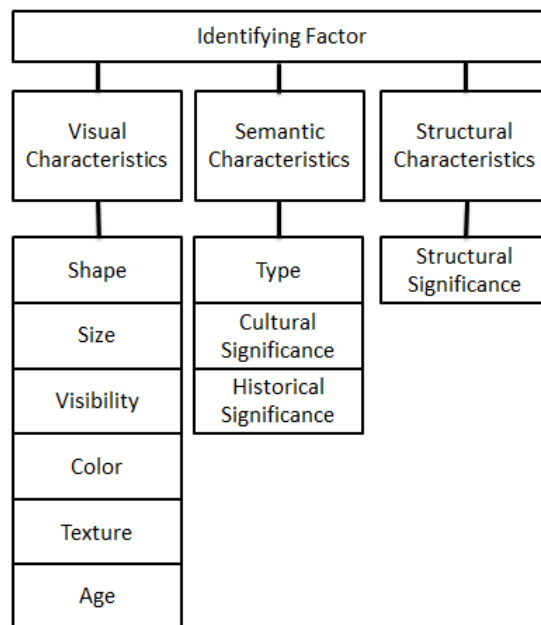 Identifying Factor
Visual
Characteristics
Semantic
Characteristics
Structural
Characteristics
Shape
Size
Visibility
Color
Texture
Age
Type
Cultural
Significance
Historical
Significance
Structural
Significance